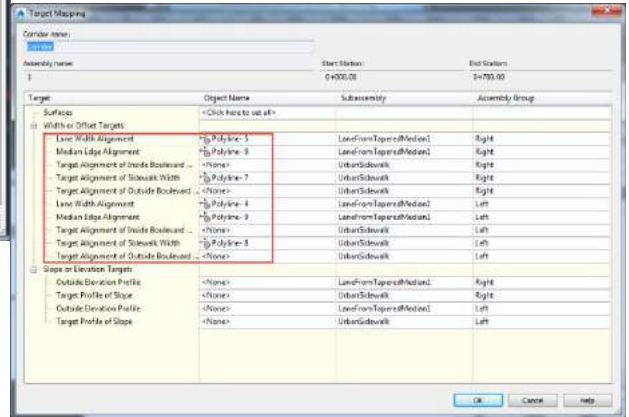 Target Mapping
Corridor name:
Corridor
Assembly name: Start Station: End Station:
1 0+000.00 0+700.00
Target Object Name Subassembly Assembly Group
Surfaces <Click here to set all>
Width or Offset Targets
Lane Width Alignment Polyline- 5 LaneFromTaperedMedian1 Right
Median Edge Alignment Polyline- 9 LaneFromTaperedMedian1 Right
Target Alignment of Inside Boulevard ... <None> UrbanSidewalk Right
Target Alignment of Sidewalk Width Polyline- 7 UrbanSidewalk Right
Target Alignment of Outside Boulevard ... <None> UrbanSidewalk Right
Lane Width Alignment Polyline- 4 LaneFromTaperedMedian1 Left
Median Edge Alignment Polyline- 9 LaneFromTaperedMedian1 Left
Target Alignment of Inside Boulevard ... <None> UrbanSidewalk Left
Target Alignment of Sidewalk Width Polyline- 8 UrbanSidewalk Left
Target Alignment of Outside Boulevard ... <None> UrbanSidewalk Left
Slope or Elevation Targets
Outside Elevation Profile <None> LaneFromTaperedMedian1 Right
Target Profile of Slope <None> UrbanSidewalk Right
Outside Elevation Profile <None> LaneFromTaperedMedian1 Left
Target Profile of Slope <None> UrbanSidewalk Left
OK Cancel Help